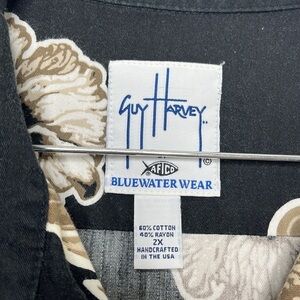 GUY HARVEY
AFTCO
©
BLUEWATER WEAR
60% COTTON
40% RAYON
2X
HANDCRAFTED
IN THE USA